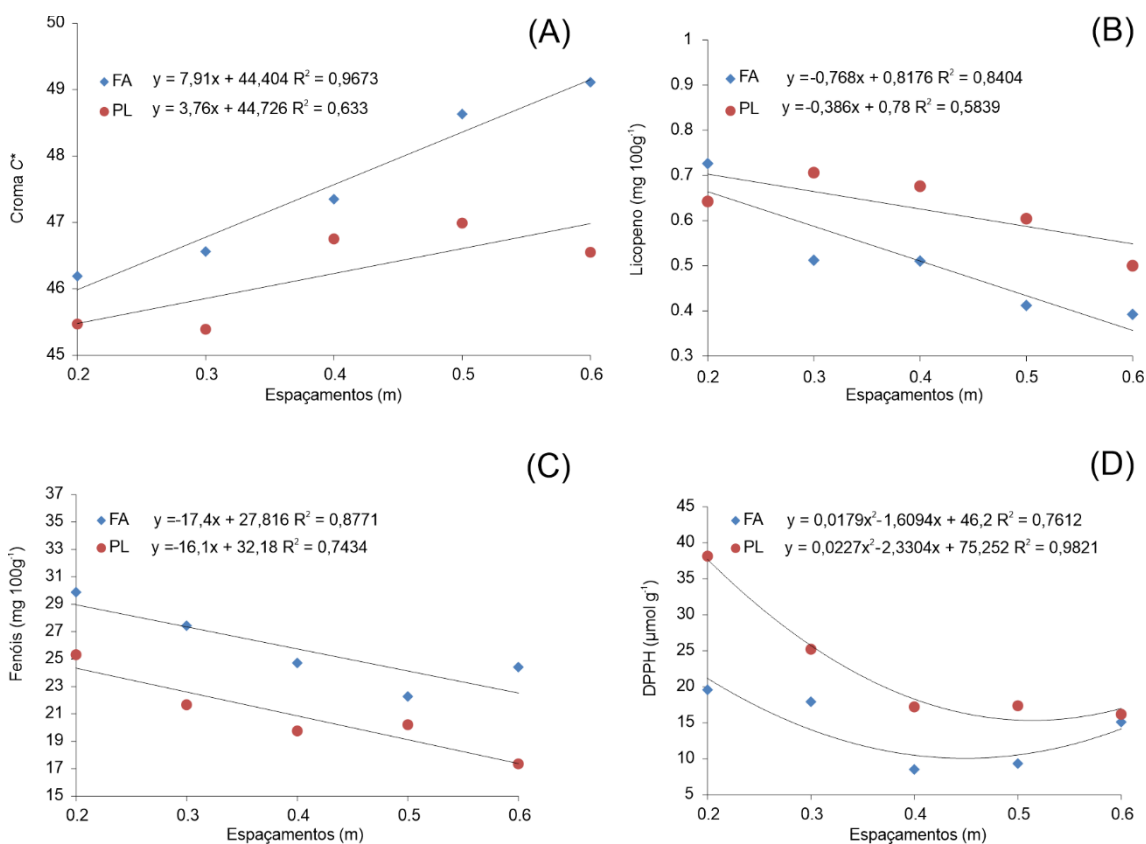 (A)
50
49
48
47
46
45
Croma C*
FA y = 7,91x + 44,404 R² = 0,9673
PL y = 3,76x + 44,726 R² = 0,633
0.2 0.3 0.4 0.5 0.6
Espaçamentos (m)
(B)
1
0.9
0.8
0.7
0.6
0.5
0.4
0.3
Licopeno (mg 100g⁻¹)
FA y =-0,768x + 0,8176 R² = 0,8404
PL y =-0,386x + 0,78 R² = 0,5839
0.2 0.3 0.4 0.5 0.6
Espaçamentos (m)
(C)
37
35
33
31
29
27
25
23
21
19
17
15
Fenóis (mg 100g⁻¹)
FA y =-17,4x + 27,816 R² = 0,8771
PL y =-16,1x + 32,18 R² = 0,7434
0.2 0.3 0.4 0.5 0.6
Espaçamentos (m)
(D)
45
40
35
30
25
20
15
10
5
DPPH (µmol g⁻¹)
FA y = 0,0179x²-1,6094x + 46,2 R² = 0,7612
PL y = 0,0227x²-2,3304x + 75,252 R² = 0,9821
0.2 0.3 0.4 0.5 0.6
Espaçamentos (m)